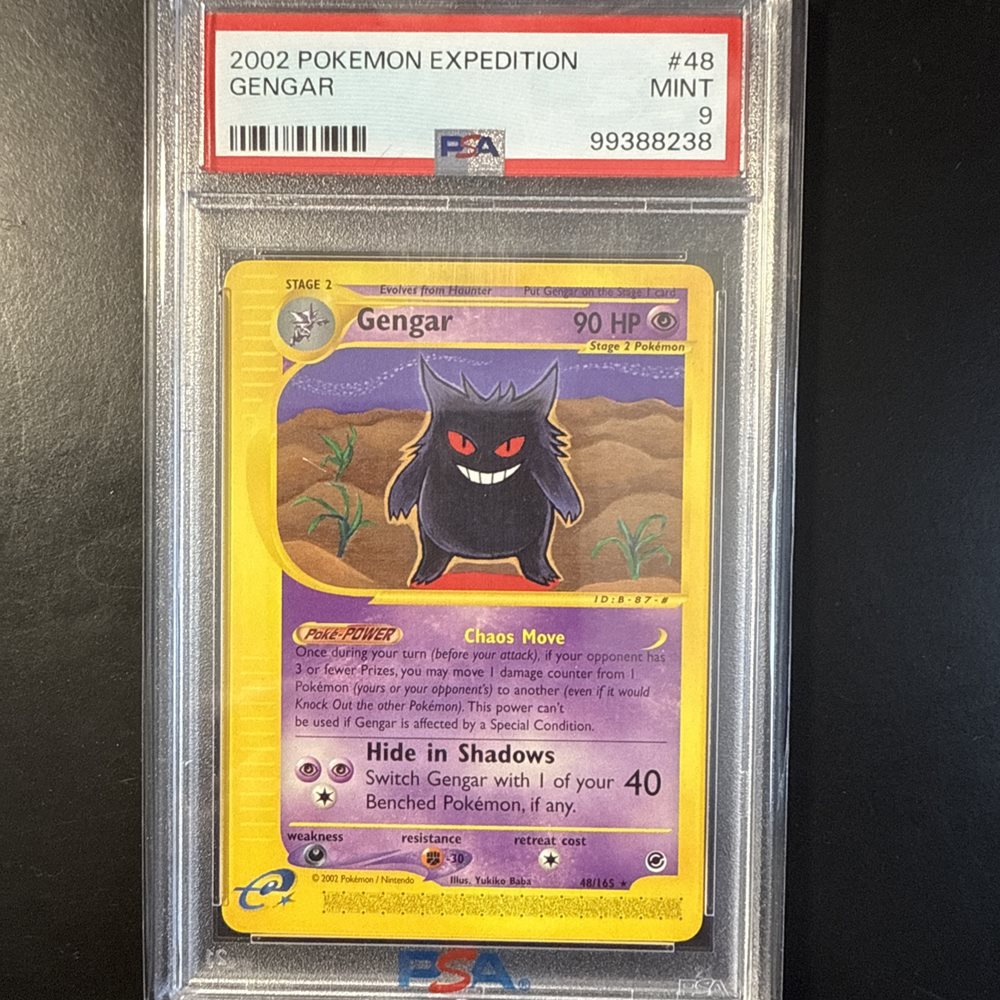 2002 POKEMON EXPEDITION #48
GENGAR MINT
9
99388238
PSA
STAGE 2 Evolves from Haunter Put Gengar on the Stage 1 card
Gengar 90 HP
Stage 2 Pokémon
ID:B-87-#
Poké-POWER Chaos Move
Once during your turn (before your attack), if your opponent has
3 or fewer Prizes, you may move 1 damage counter from 1
Pokémon (yours or your opponent's) to another (even if it would
Knock Out the other Pokémon). This power can't
be used if Gengar is affected by a Special Condition.
Hide in Shadows
Switch Gengar with 1 of your 40
Benched Pokémon, if any.
weakness resistance retreat cost
-30
© 2002 Pokémon / Nintendo Illus. Yukiko Baba 48/165 ★
e
PSA
PSA